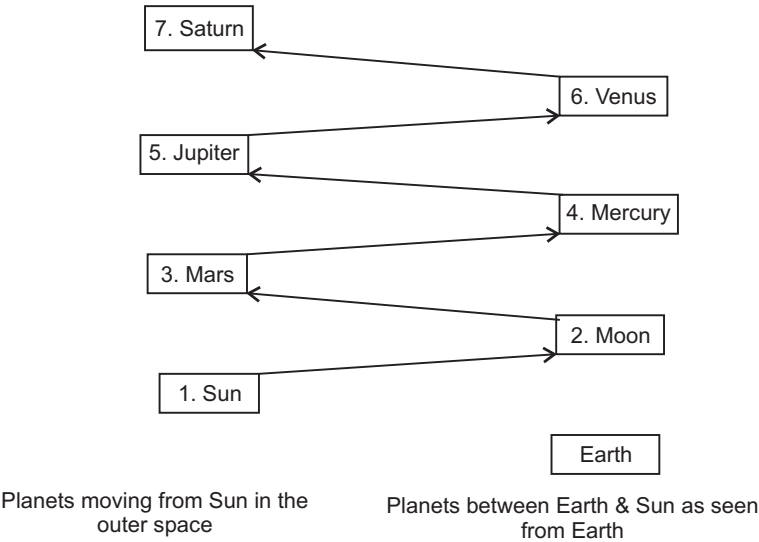 7. Saturn
6. Venus
5. Jupiter
4. Mercury
3. Mars
2. Moon
1. Sun
Earth
Planets moving from Sun in the
outer space
Planets between Earth & Sun as seen
from Earth